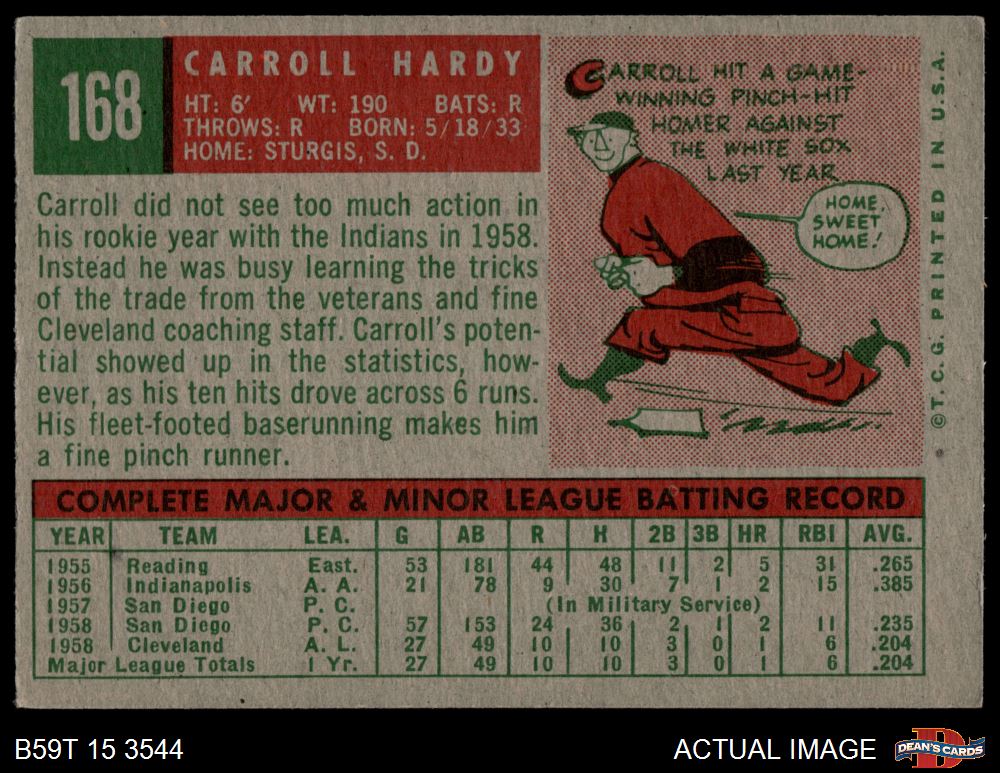 168
CARROLL HARDY
HT: 6' WT: 190 BATS: R
THROWS: R BORN: 5/18/33
HOME: STURGIS, S. D.
Carroll did not see too much action in
his rookie year with the Indians in 1958.
Instead he was busy learning the tricks
of the trade from the veterans and fine
Cleveland coaching staff. Carroll's poten-
tial showed up in the statistics, how-
ever, as his ten hits drove across 6 runs.
His fleet-footed baserunning makes him
a fine pinch runner.
CARROLL HIT A GAME-
WINNING PINCH-HIT
HOMER AGAINST
THE WHITE SOX
LAST YEAR
HOME,
SWEET
HOME!
© T. C. G. PRINTED IN U.S.A.
COMPLETE MAJOR & MINOR LEAGUE BATTING RECORD
YEAR TEAM LEA. G AB R H 2B 3B HR RBI AVG.
1955 Reading East. 53 181 44 48 11 2 5 31 .265
1956 Indianapolis A. A. 21 78 9 30 7 1 2 15 .385
1957 San Diego P. C. (In Military Service)
1958 San Diego P. C. 57 153 24 36 2 1 2 11 .235
1958 Cleveland A. L. 27 49 10 10 3 0 1 6 .204
Major League Totals 1 Yr. 27 49 10 10 3 0 1 6 .204
B59T 15 3544
ACTUAL IMAGE
D
DEAN'S CARDS